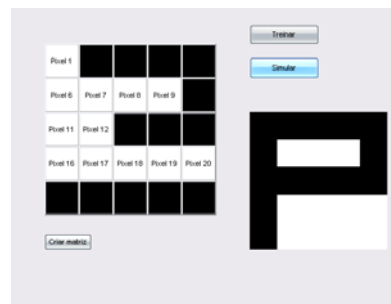 Treinar
Pixel 1
Simular
Pixel 6 Pixel 7 Pixel 8 Pixel 9
Pixel 11 Pixel 12
Pixel 16 Pixel 17 Pixel 18 Pixel 19 Pixel 20
Criar matriz